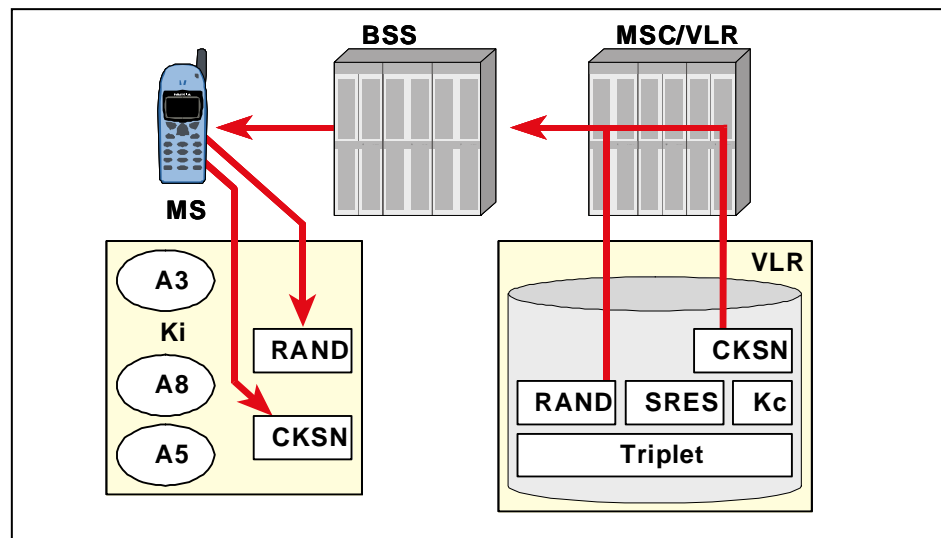 BSS
MSC/VLR
MS
A3
Ki
A8
A5
RAND
CKSN
VLR
CKSN
RAND
SRES
Kc
Triplet